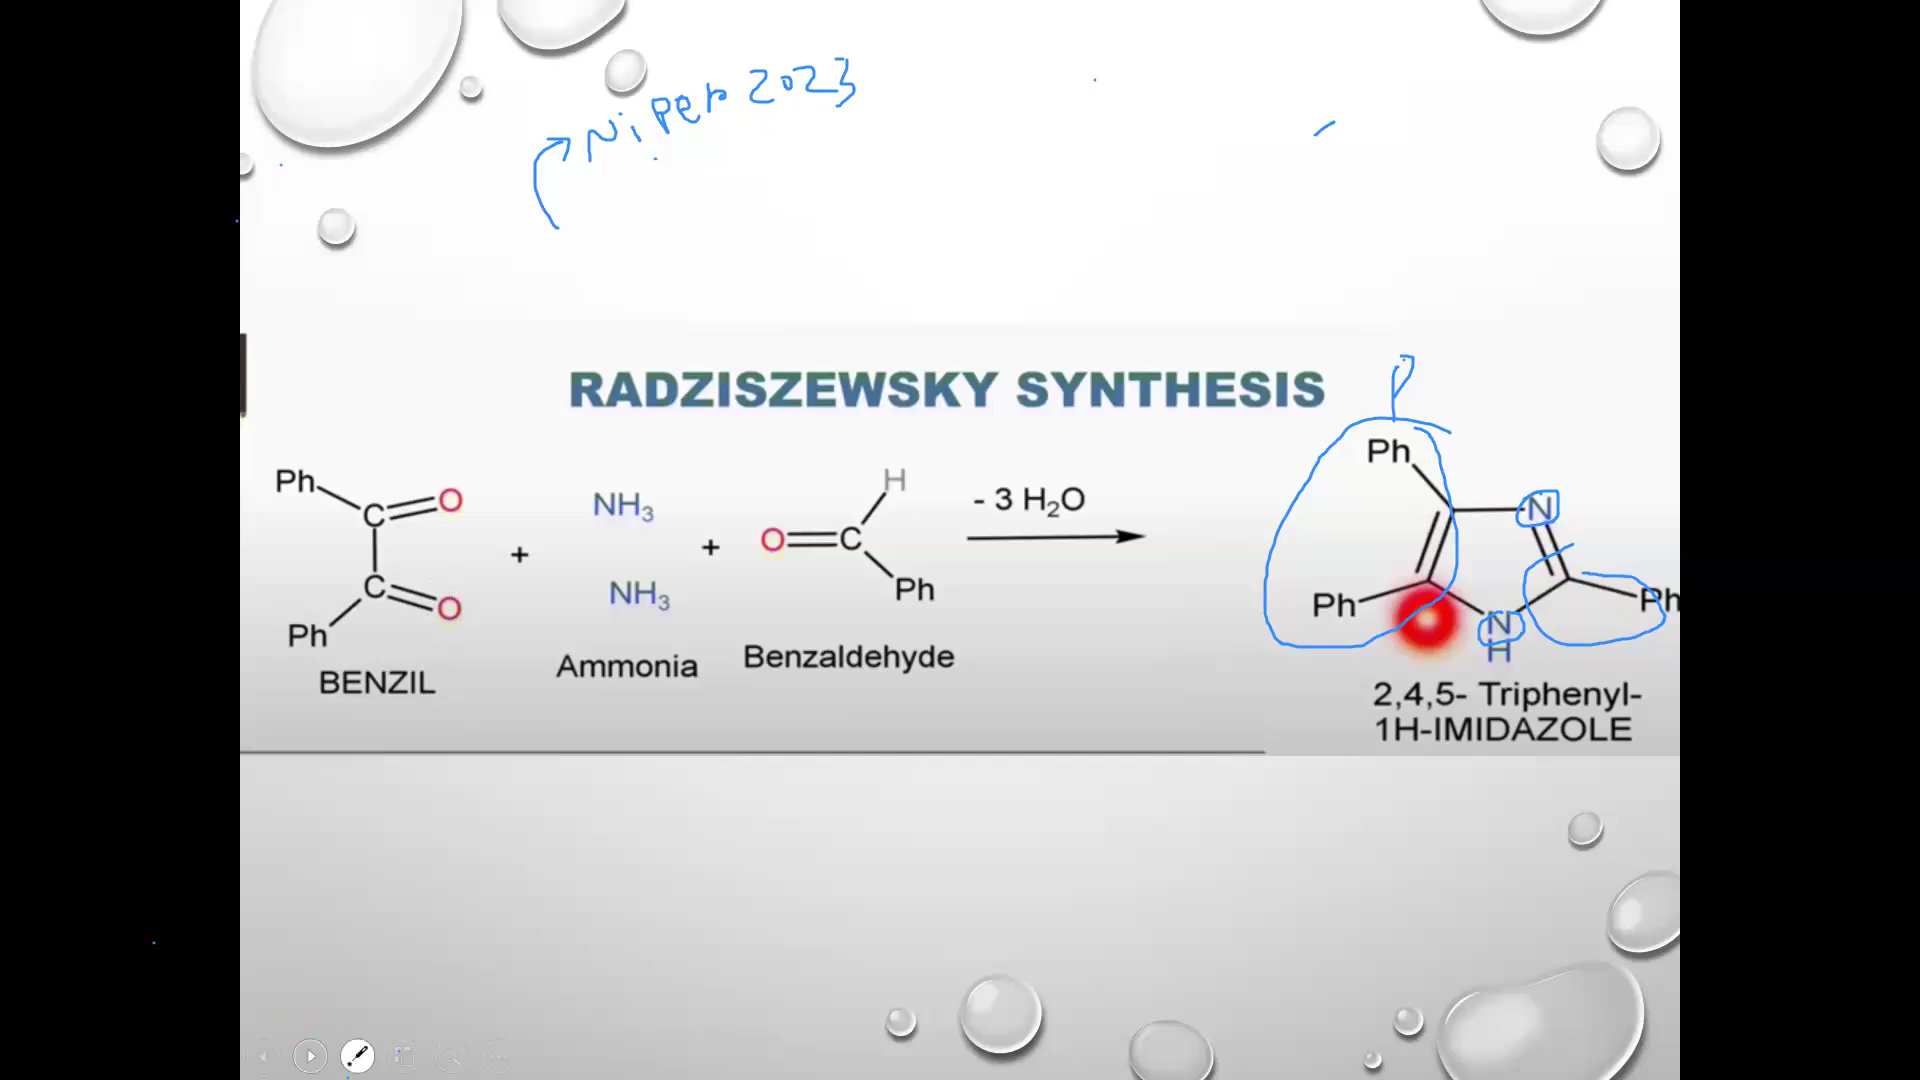 Niper 2023
RADZISZEWSKY SYNTHESIS
Ph
C
O
C
O
Ph
BENZIL
+
NH3
NH3
Ammonia
+
H
O
C
Ph
Benzaldehyde
- 3 H2O
Ph
N
Ph
N
H
Ph
2,4,5- Triphenyl-
1H-IMIDAZOLE